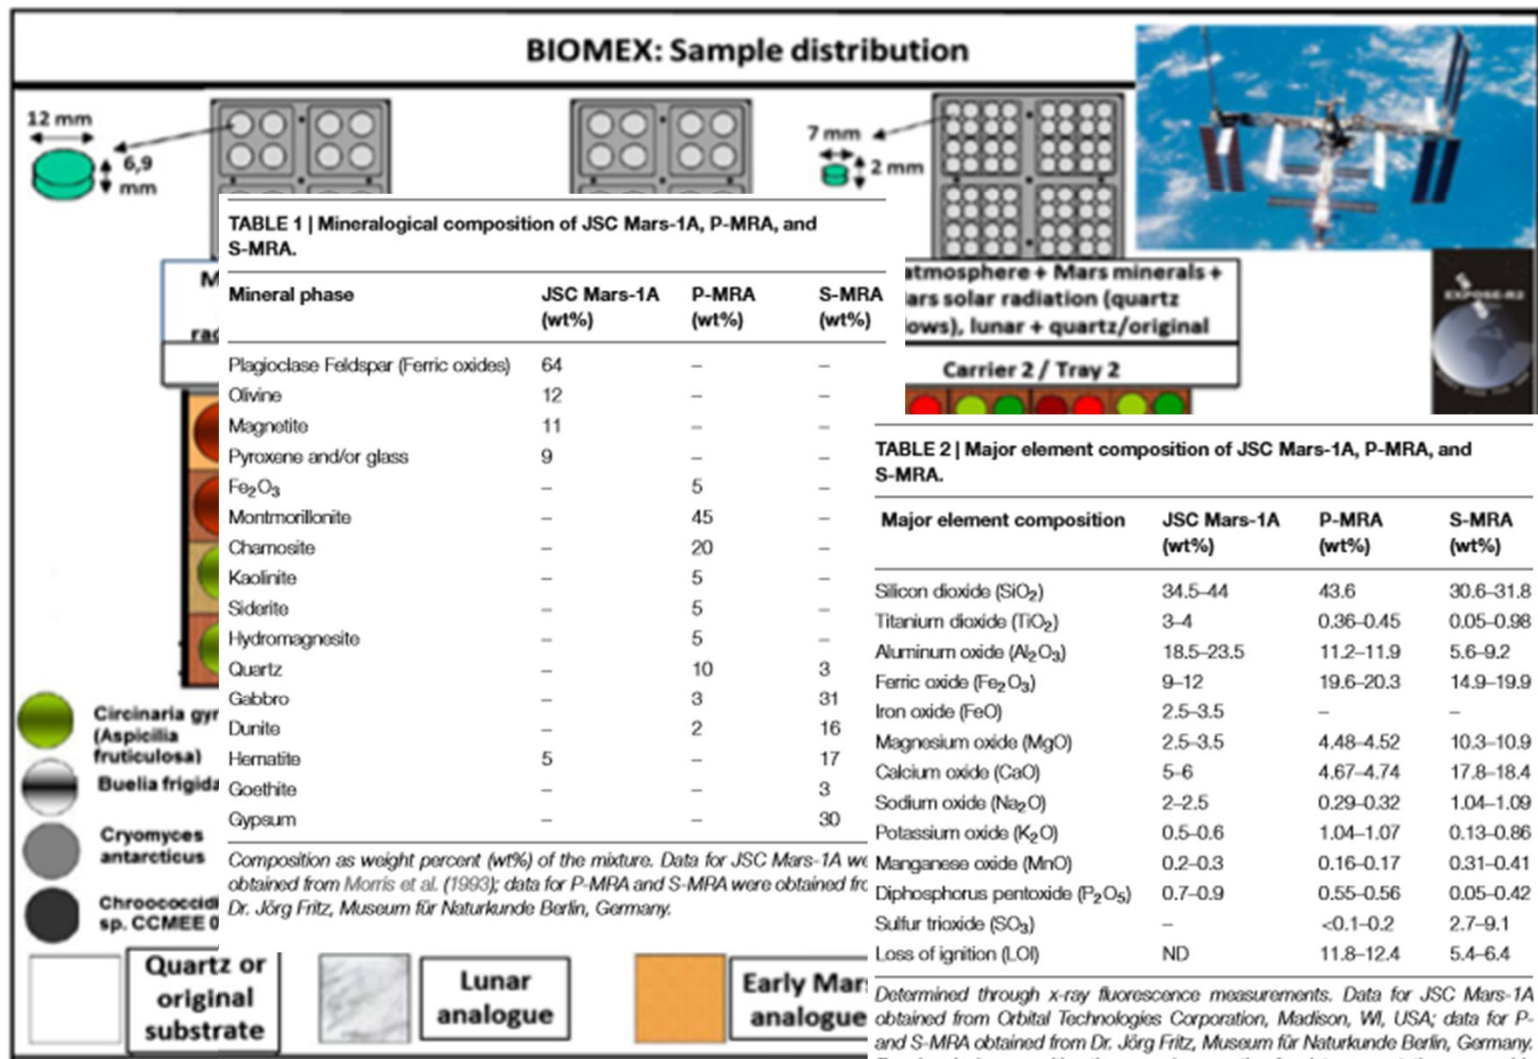 BIOMEX: Sample distribution
12 mm
6,9
mm
7 mm
2 mm
EXPOSE-R2
M
rad
atmosphere + Mars minerals +
ars solar radiation (quartz
ows), lunar + quartz/original
Carrier 2 / Tray 2
TABLE 1 | Mineralogical composition of JSC Mars-1A, P-MRA, and
S-MRA.
Mineral phase JSC Mars-1A P-MRA S-MRA
(wt%) (wt%) (wt%)
Plagioclase Feldspar (Ferric oxides) 64 – –
Olivine 12 – –
Magnetite 11 – –
Pyroxene and/or glass 9 – –
Fe₂O₃ – 5 –
Montmorillonite – 45 –
Chamosite – 20 –
Kaolinite – 5 –
Siderite – 5 –
Hydromagnesite – 5 –
Quartz – 10 3
Gabbro – 3 31
Dunite – 2 16
Hematite 5 – 17
Goethite – – 3
Gypsum – – 30
Composition as weight percent (wt%) of the mixture. Data for JSC Mars-1A we
obtained from Morris et al. (1993); data for P-MRA and S-MRA were obtained fro
Dr. Jörg Fritz, Museum für Naturkunde Berlin, Germany.
TABLE 2 | Major element composition of JSC Mars-1A, P-MRA, and
S-MRA.
Major element composition JSC Mars-1A P-MRA S-MRA
(wt%) (wt%) (wt%)
Silicon dioxide (SiO₂) 34.5–44 43.6 30.6–31.8
Titanium dioxide (TiO₂) 3–4 0.36–0.45 0.05–0.98
Aluminum oxide (Al₂O₃) 18.5–23.5 11.2–11.9 5.6–9.2
Ferric oxide (Fe₂O₃) 9–12 19.6–20.3 14.9–19.9
Iron oxide (FeO) 2.5–3.5 – –
Magnesium oxide (MgO) 2.5–3.5 4.48–4.52 10.3–10.9
Calcium oxide (CaO) 5–6 4.67–4.74 17.8–18.4
Sodium oxide (Na₂O) 2–2.5 0.29–0.32 1.04–1.09
Potassium oxide (K₂O) 0.5–0.6 1.04–1.07 0.13–0.86
Manganese oxide (MnO) 0.2–0.3 0.16–0.17 0.31–0.41
Diphosphorus pentoxide (P₂O₅) 0.7–0.9 0.55–0.56 0.05–0.42
Sulfur trioxide (SO₃) – <0.1–0.2 2.7–9.1
Loss of ignition (LOI) ND 11.8–12.4 5.4–6.4
Determined through x-ray fluorescence measurements. Data for JSC Mars-1A
obtained from Orbital Technologies Corporation, Madison, WI, USA; data for P-
and S-MRA obtained from Dr. Jörg Fritz, Museum für Naturkunde Berlin, Germany.
Circinaria gyr
(Aspicilia
fruticulosa)
Buelia frigida
Cryomyces
antarcticus
Chroococcidi
sp. CCMEE 0
Quartz or
original
substrate
Lunar
analogue
Early Mar
analogue